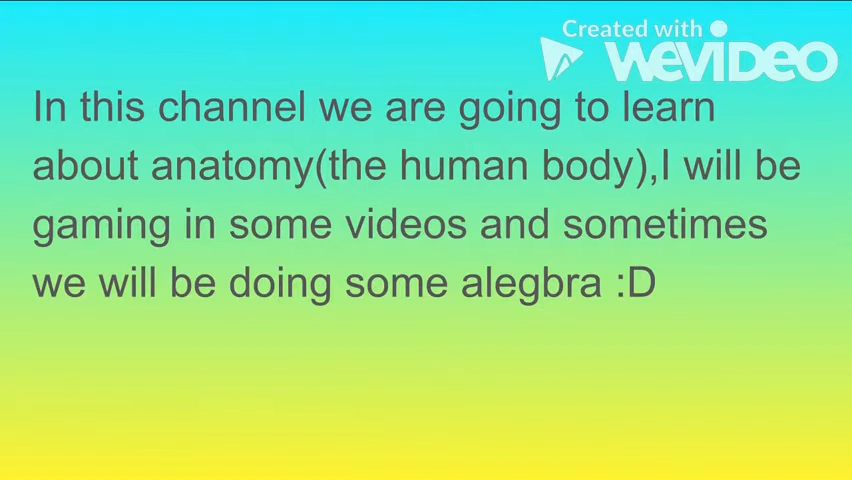 Created with
WEVIDEO
In this channel we are going to learn
about anatomy(the human body),I will be
gaming in some videos and sometimes
we will be doing some alegbra :D